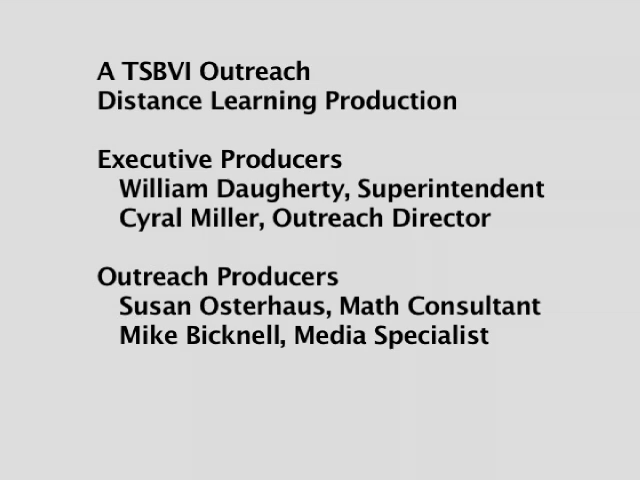 A TSBVI Outreach
Distance Learning Production
Executive Producers
William Daugherty, Superintendent
Cyral Miller, Outreach Director
Outreach Producers
Susan Osterhaus, Math Consultant
Mike Bicknell, Media Specialist